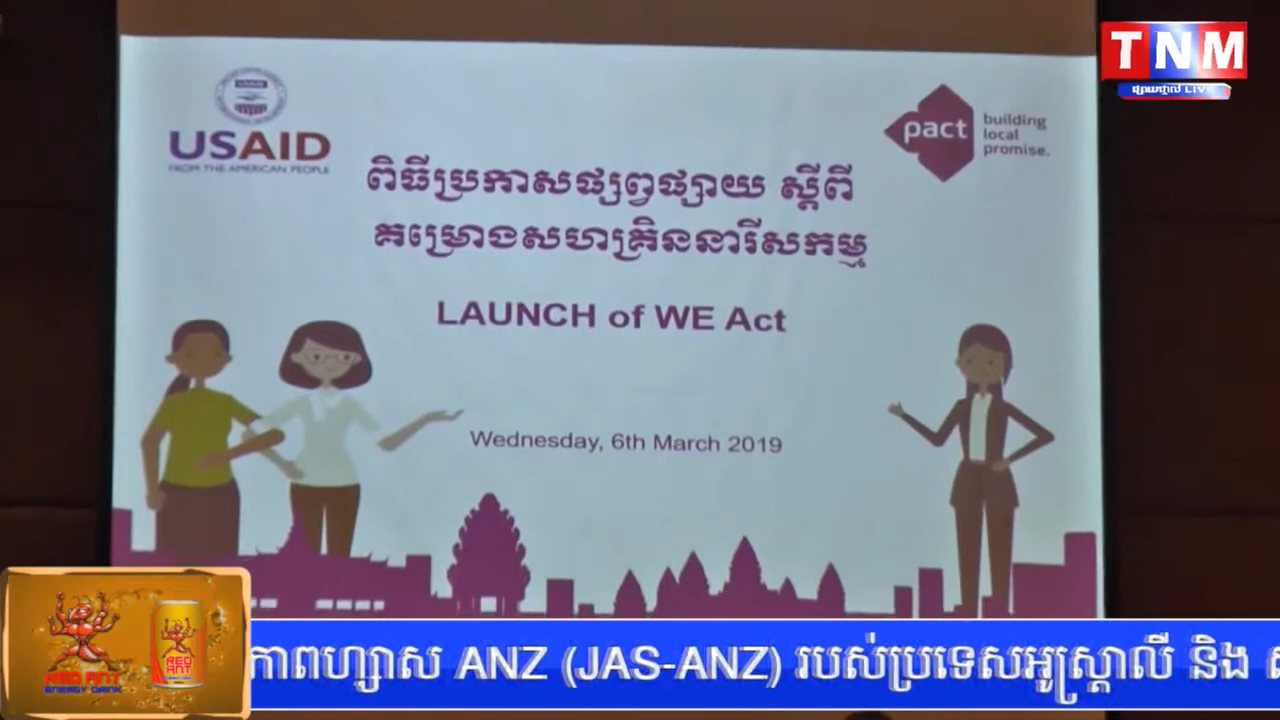 TNM
ផ្សាយផ្ទាល់ LIVE
USAID
FROM THE AMERICAN PEOPLE
pact
building
local
promise.
ពិធីប្រកាសផ្សព្វផ្សាយ ស្តីពី
គម្រោងសហគ្រិននារីសកម្ម
LAUNCH of WE Act
Wednesday, 6th March 2019
RED ANT
ENERGY DRINK
RED
ANT
ភាពហ្សាស ANZ (JAS-ANZ) របស់ប្រទេសអូស្ត្រាលី និង